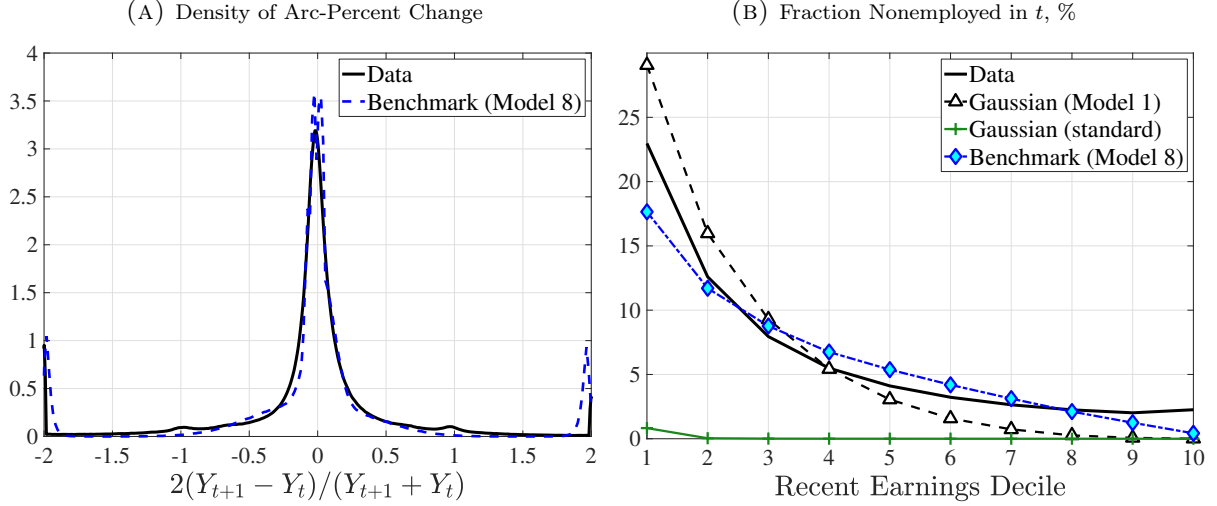 (A) Density of Arc-Percent Change
4
3.5
3
2.5
2
1.5
1
0.5
0
-2 -1.5 -1 -0.5 0 0.5 1 1.5 2
2(Y_{t+1} − Y_t)/(Y_{t+1} + Y_t)
Data
Benchmark (Model 8)
(B) Fraction Nonemployed in t, %
25
20
15
10
5
0
1 2 3 4 5 6 7 8 9 10
Recent Earnings Decile
Data
Gaussian (Model 1)
Gaussian (standard)
Benchmark (Model 8)